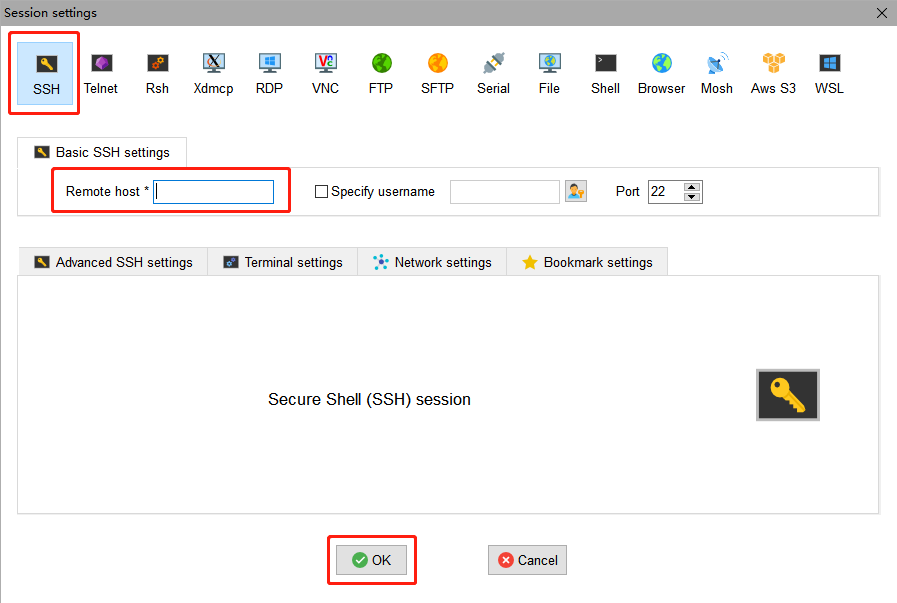 Session settings
SSH Telnet Rsh Xdmcp RDP VNC FTP SFTP Serial File Shell Browser Mosh Aws S3 WSL
Basic SSH settings
Remote host * Specify username Port 22
Advanced SSH settings Terminal settings Network settings Bookmark settings
Secure Shell (SSH) session
OK Cancel